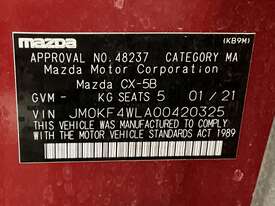 mazda (KB9M)
APPROVAL NO. 48237 CATEGORY MA
Mazda Motor Corporation
Mazda CX-5B
GVM - KG SEATS 5 01/21
VIN JM0KF4WLA00420325
THIS VEHICLE WAS MANUFACTURED TO COMPLY
WITH THE MOTOR VEHICLE STANDARDS ACT 1989